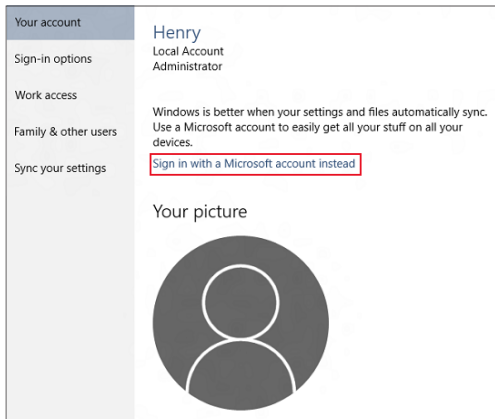 Your account
Sign-in options
Work access
Family & other users
Sync your settings
Henry
Local Account
Administrator
Windows is better when your settings and files automatically sync.
Use a Microsoft account to easily get all your stuff on all your
devices.
Sign in with a Microsoft account instead
Your picture